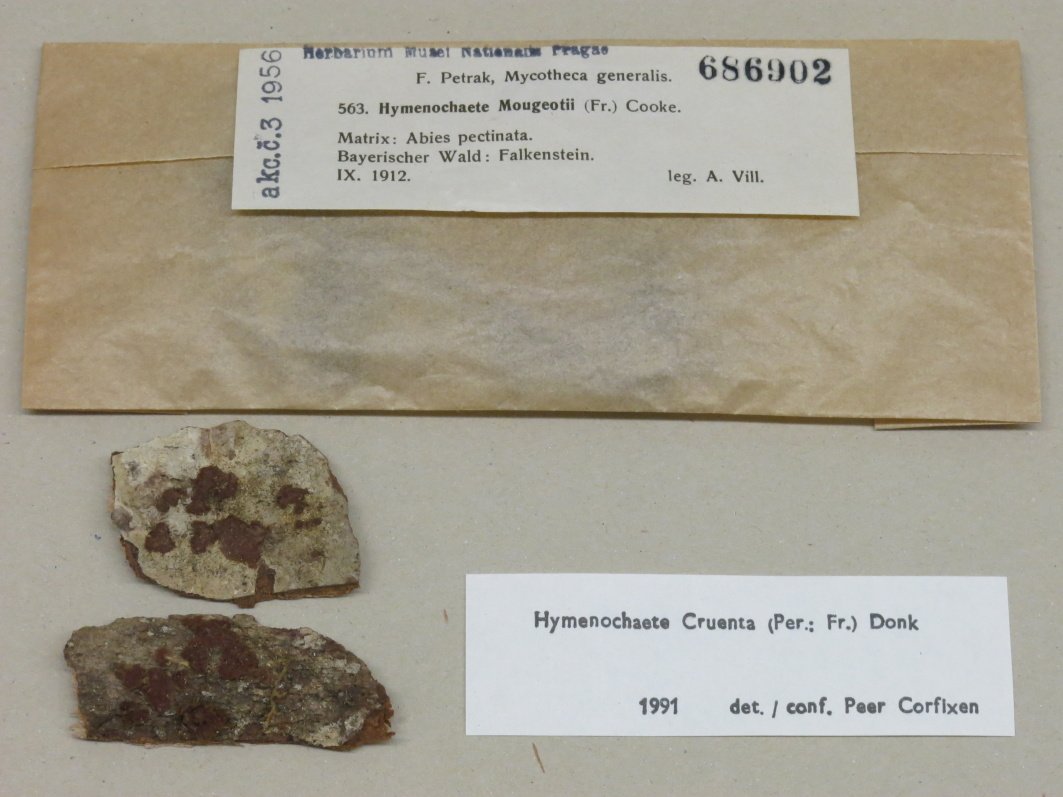 Herbarium Musei Nationalis Pragae
686902
akc.č.3 1956
F. Petrak, Mycotheca generalis.
563. Hymenochaete Mougeotii (Fr.) Cooke.
Matrix: Abies pectinata.
Bayerischer Wald: Falkenstein.
IX. 1912. leg. A. Vill.
Hymenochaete Cruenta (Per.: Fr.) Donk
1991 det. / conf. Peer Corfixen